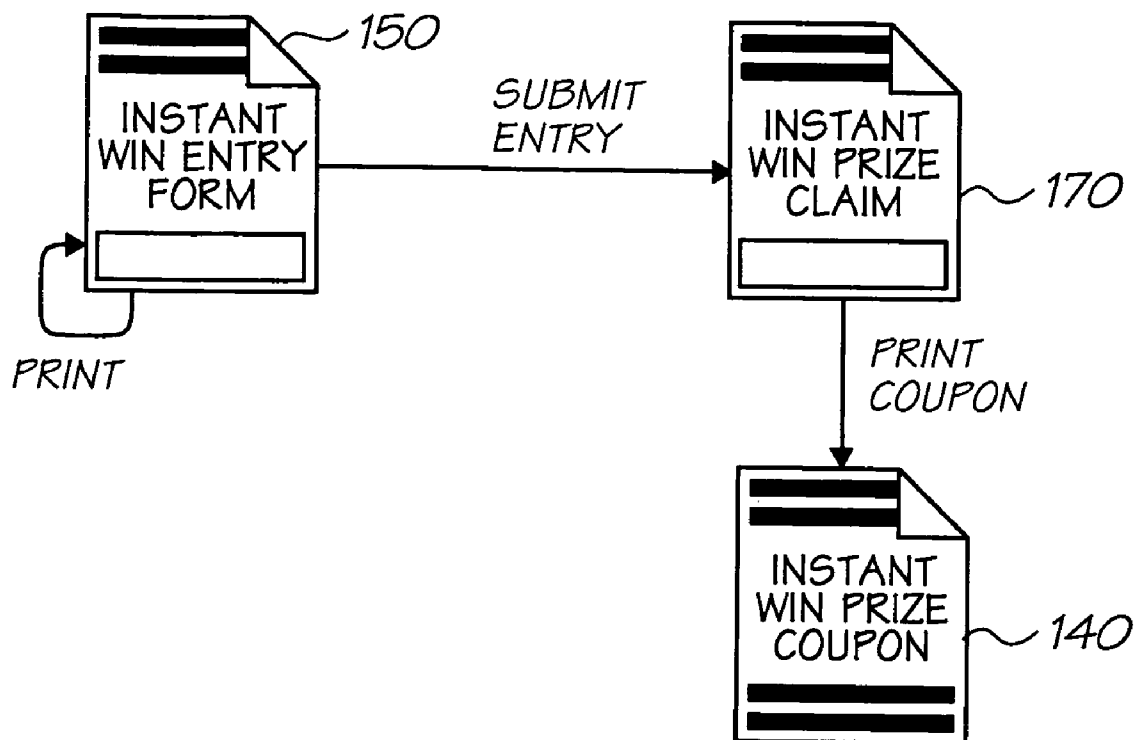 150
INSTANT
WIN ENTRY
FORM
SUBMIT
ENTRY
INSTANT
WIN PRIZE
CLAIM
170
PRINT
PRINT
COUPON
INSTANT
WIN PRIZE
COUPON
140